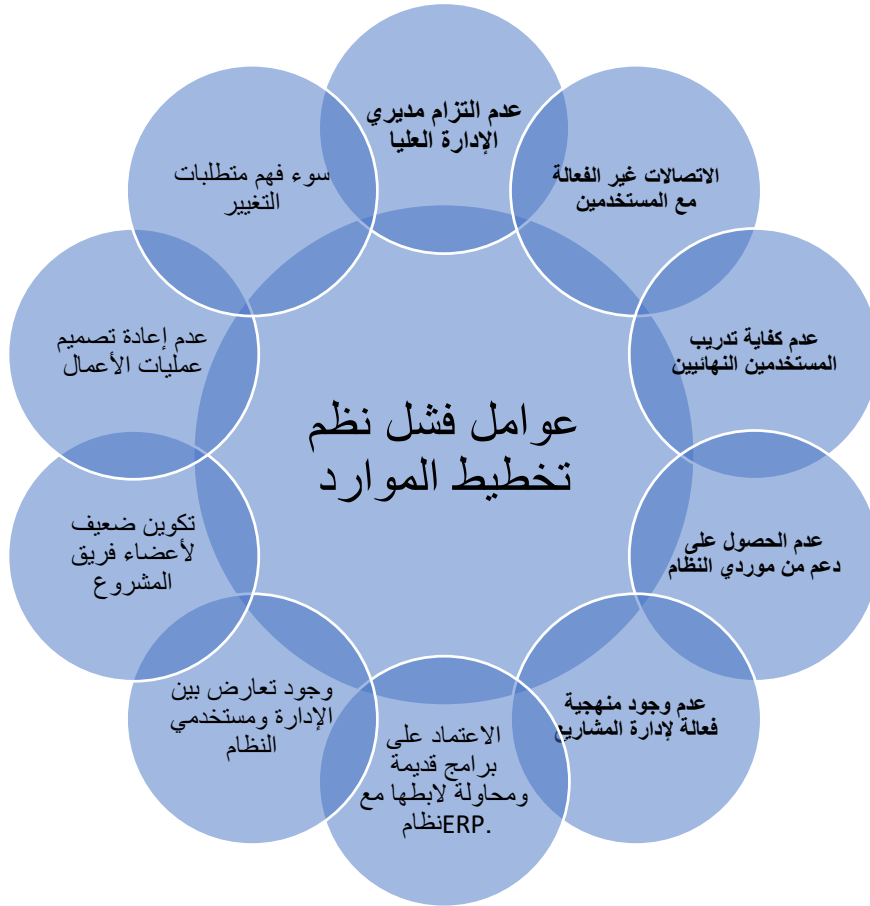 عوامل فشل نظم
تخطيط الموارد
عدم التزام مديري
الإدارة العليا
الاتصالات غير الفعالة
مع المستخدمين
عدم كفاية تدريب
المستخدمين النهائيين
عدم الحصول على
دعم من موردي النظام
عدم وجود منهجية
فعالة لإدارة المشاريع
الاعتماد على
برامج قديمة
ومحاولة لابطها مع
نظامERP.
وجود تعارض بين
الإدارة ومستخدمي
النظام
تكوين ضعيف
لأعضاء فريق
المشروع
عدم إعادة تصميم
عمليات الأعمال
سوء فهم متطلبات
التغيير